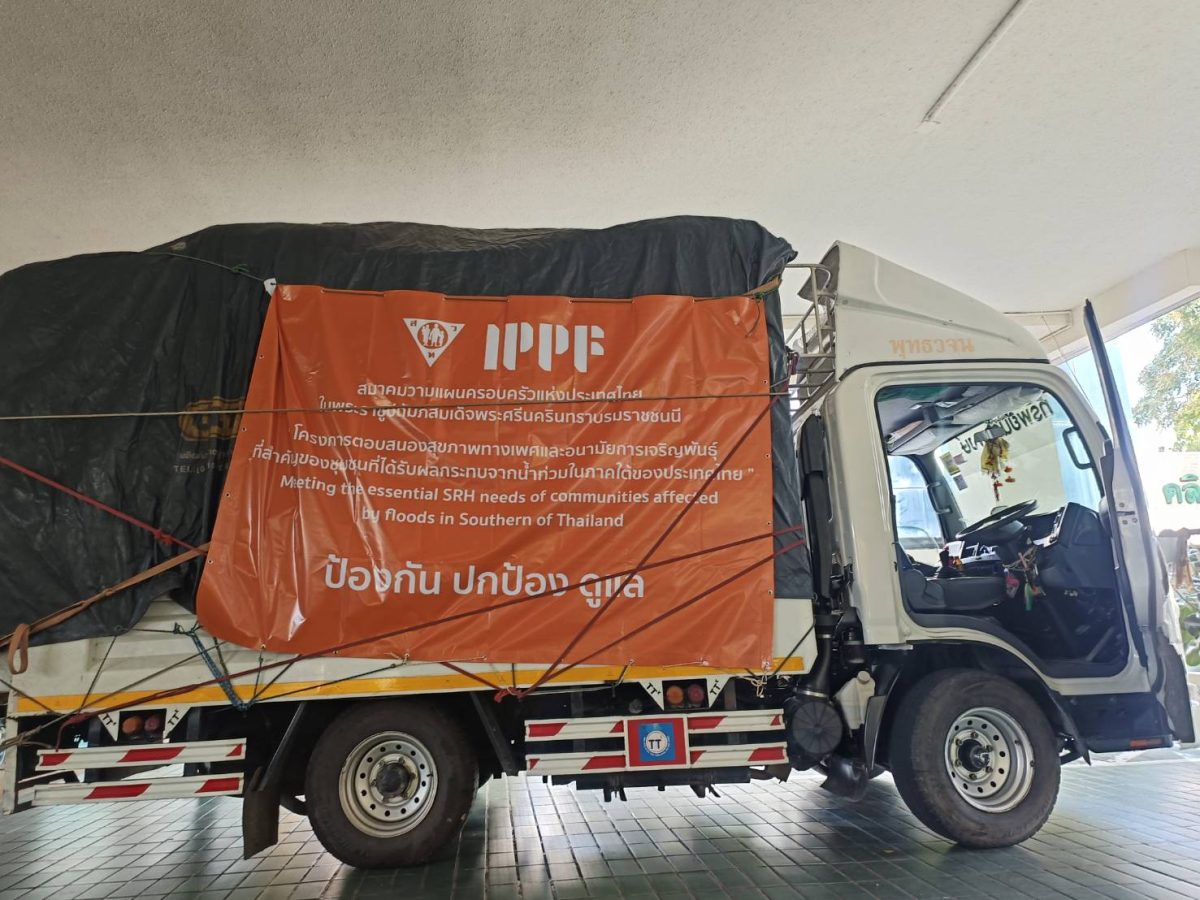 ส ว ท
IPPF
สมาคมวางแผนครอบครัวแห่งประเทศไทย
ในพระราชูปถัมภ์สมเด็จพระศรีนครินทราบรมราชชนนี
โครงการตอบสนองสุขภาพทางเพศและอนามัยการเจริญพันธุ์
ที่สำคัญของชุมชนที่ได้รับผลกระทบจากน้ำท่วมในภาคใต้ของประเทศไทย "
Meeting the essential SRH needs of communities affected
by floods in Southern of Thailand
ป้องกัน ปกป้อง ดูแล
พุทธวจน
TT
TT
TT
TT
TT
คลิ